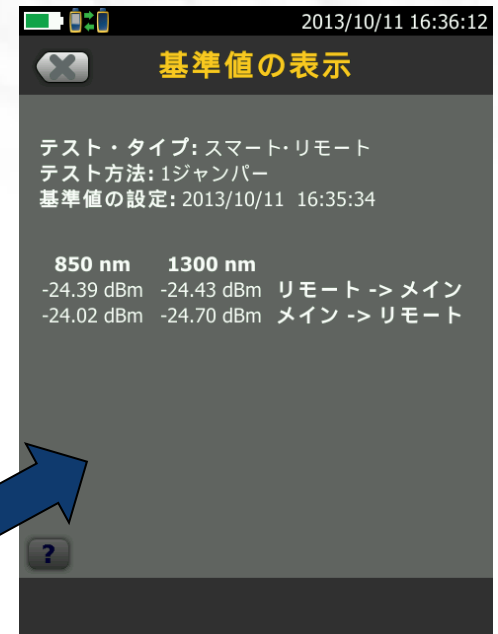 2013/10/11 16:36:12
基準値の表示
テスト・タイプ: スマート・リモート
テスト方法: 1ジャンパー
基準値の設定: 2013/10/11 16:35:34
850 nm 1300 nm
-24.39 dBm -24.43 dBm リモート -> メイン
-24.02 dBm -24.70 dBm メイン -> リモート
?